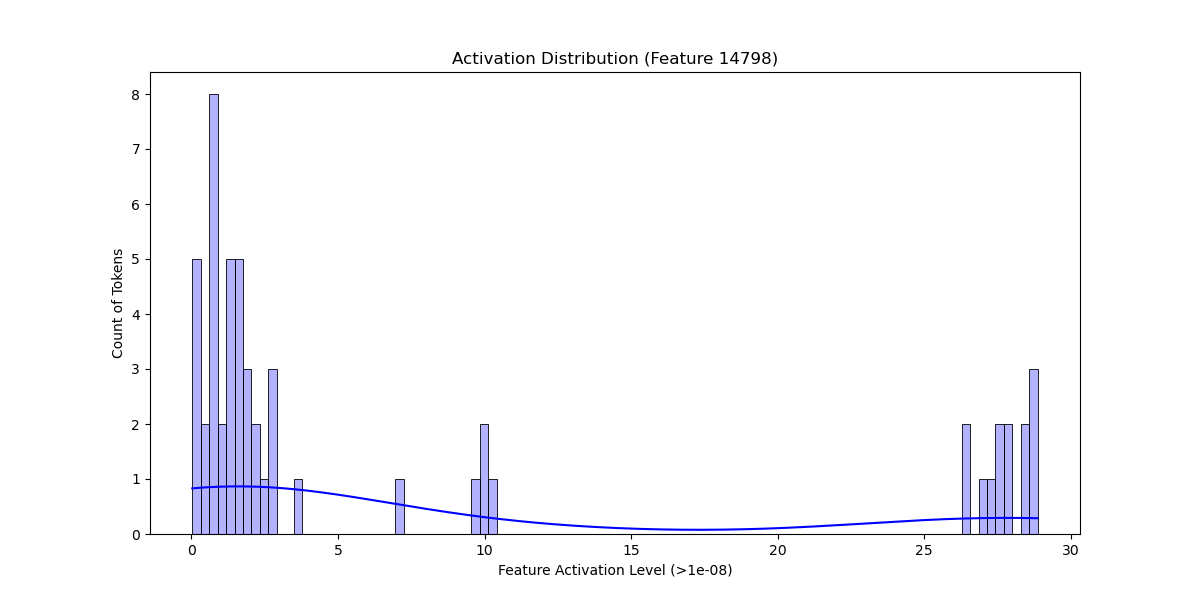 Activation Distribution (Feature 14798)
8
7
6
5
4
3
2
1
0
Count of Tokens
0 5 10 15 20 25 30
Feature Activation Level (>1e-08)